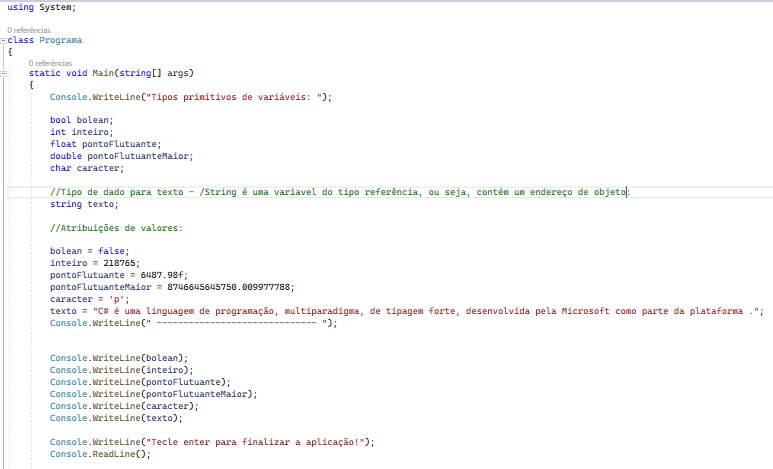 using System;
0 referências
class Programa
{
0 referências
static void Main(string[] args)
{
Console.WriteLine("Tipos primitivos de variáveis: ");
bool bolean;
int inteiro;
float pontoFlutuante;
double pontoFlutuanteMaior;
char caracter;
//Tipo de dado para texto - /String é uma variavel do tipo referência, ou seja, contém um endereço de objeto:
string texto;
//Atribuições de valores:
bolean = false;
inteiro = 218765;
pontoFlutuante = 6487.98f;
pontoFlutuanteMaior = 8746645645750.009977788;
caracter = 'p';
texto = "C# é uma linguagem de programação, multiparadigma, de tipagem forte, desenvolvida pela Microsoft como parte da plataforma .";
Console.WriteLine(" ------------------------------ ");
Console.WriteLine(bolean);
Console.WriteLine(inteiro);
Console.WriteLine(pontoFlutuante);
Console.WriteLine(pontoFlutuanteMaior);
Console.WriteLine(caracter);
Console.WriteLine(texto);
Console.WriteLine("Tecle enter para finalizar a aplicação!");
Console.ReadLine();